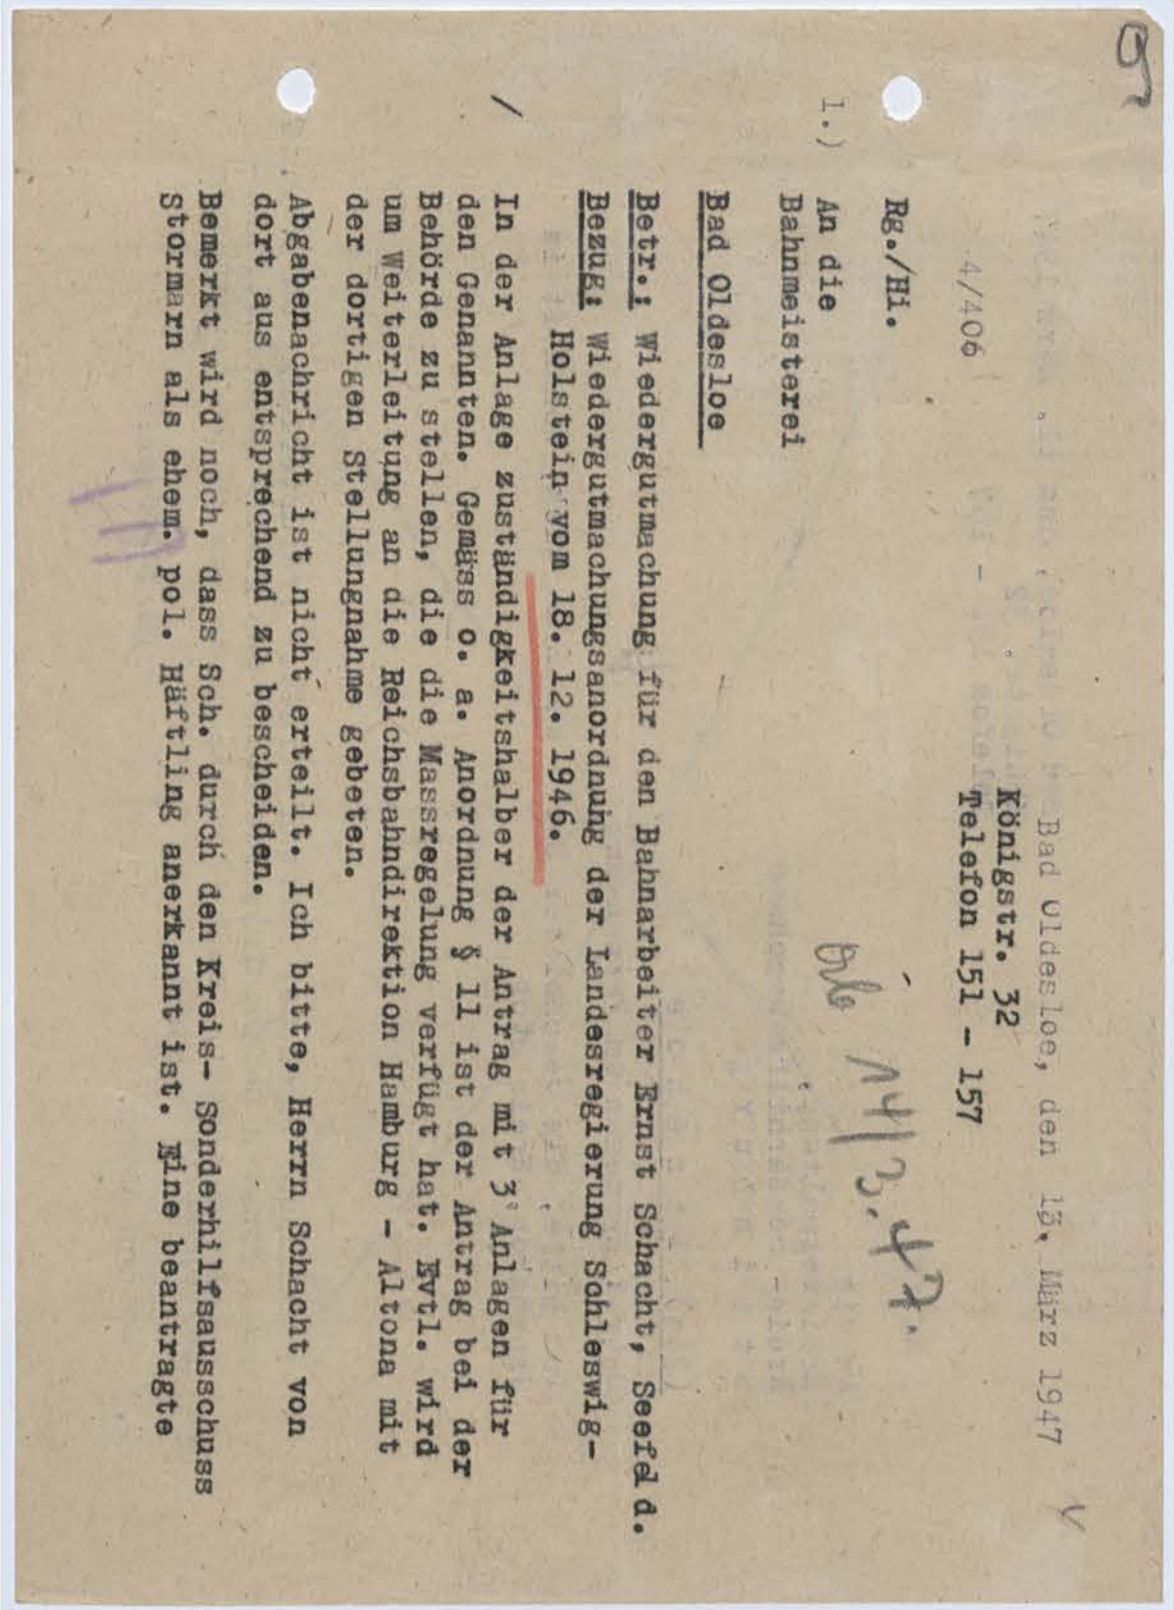 Bad Oldesloe, den 13. März 1947
Königstr. 32
4/406
Telefon 151 - 157
Rg./Hi.
14/3.47.
1.)
An die
Bahnmeisterei
Bad Oldesloe
Betr.: Wiedergutmachung für den Bahnarbeiter Ernst Schacht, Seefeld.
Bezug: Wiedergutmachungsanordnung der Landesregierung Schleswig-
Holstein vom 18. 12. 1946.
/
In der Anlage zuständigkeitshalber der Antrag mit 3 Anlagen für
den Genannten. Gemäss o. a. Anordnung § 11 ist der Antrag bei der
Behörde zu stellen, die die Massregelung verfügt hat. Evtl. wird
um Weiterleitung an die Reichsbahndirektion Hamburg - Altona mit
der dortigen Stellungnahme gebeten.
Abgabenachricht ist nicht erteilt. Ich bitte, Herrn Schacht von
dort aus entsprechend zu bescheiden.
Bemerkt wird noch, dass Sch. durch den Kreis- Sonderhilfsausschuss
Stormarn als ehem. pol. Häftling anerkannt ist. Eine beantragte